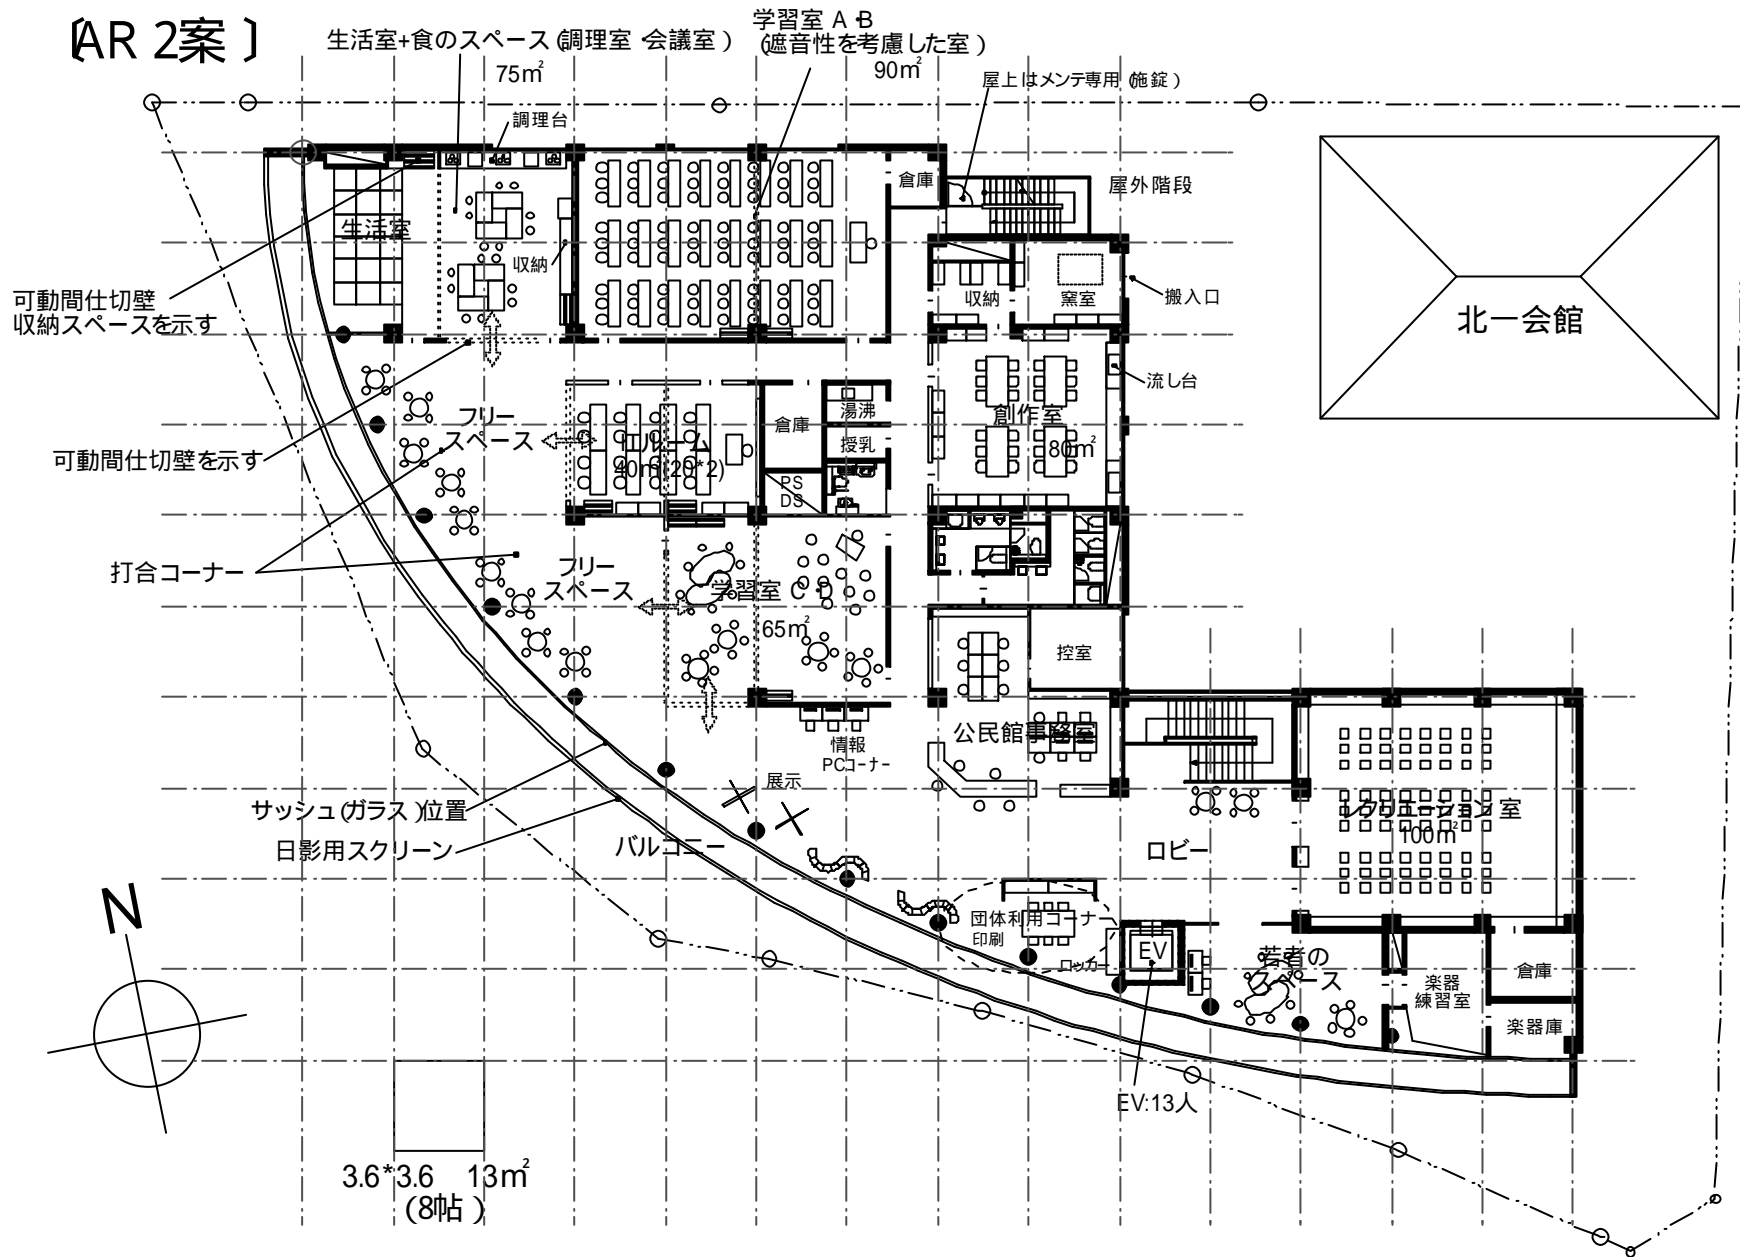 〔AR 2案 〕
生活室+食のスペース (調理室・会議室 )
75㎡
学習室 A・B
(遮音性を考慮した室 )
90㎡
屋上はメンテ専用 (施錠 )
調理台
倉庫
屋外階段
生活室
収納
可動間仕切壁
収納スペースを示す
収納
窯室
搬入口
北一会館
流し台
フリー
スペース
ITルーム
40㎡(20*2)
倉庫
湯沸
授乳
創作室
80㎡
可動間仕切壁を示す
PS
DS
打合コーナー
フリー
スペース
学習室 C・D
65㎡
控室
公民館事務室
情報
PCコーナー
展示
サッシュ(ガラス )位置
日影用スクリーン
バルコニー
ロビー
レクリエーション 室
100㎡
N
団体利用コーナー
印刷
ロッカー
EV
若者の
スペース
楽器
練習室
倉庫
楽器庫
EV:13人
3.6*3.6 13㎡
(8帖 )